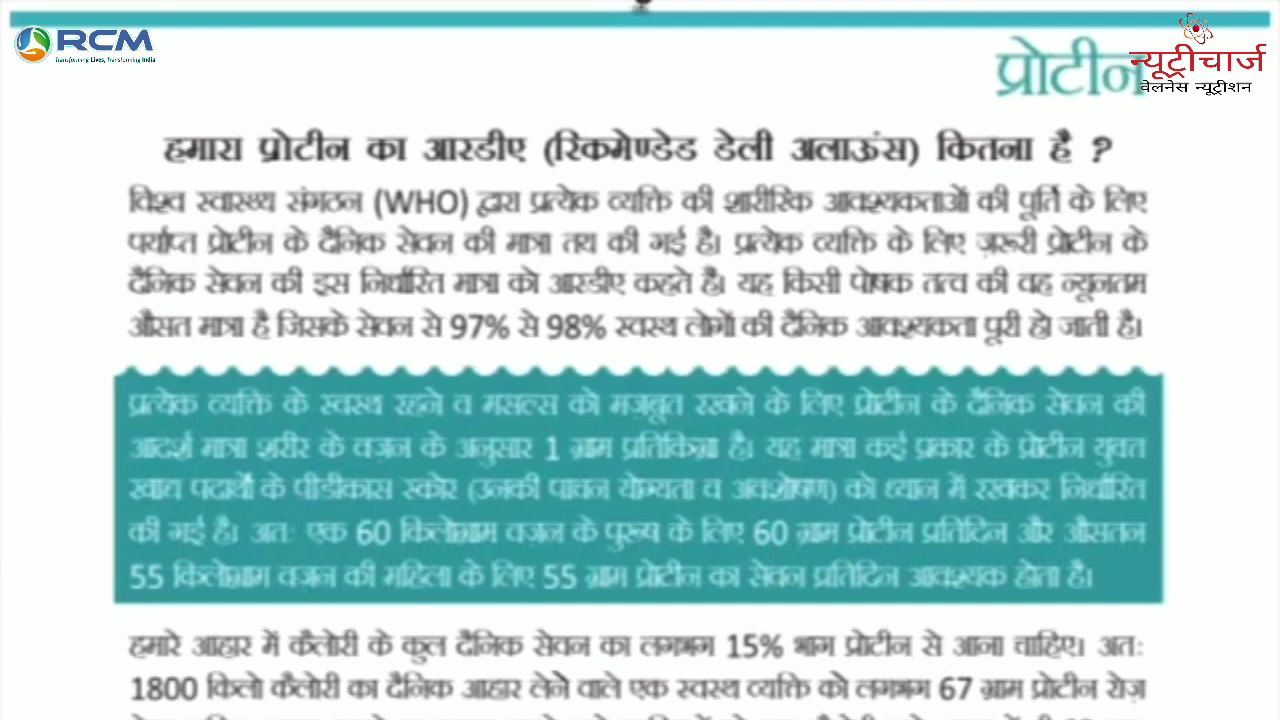 RCM
Transforming Lives, Transforming India
प्रोटीन
न्यूट्रीचार्ज
वेलनेस न्यूट्रीशन
हमारा प्रोटीन का आरडीए (रिकमेण्डेड डेली अलाऊंस) कितना है ?
विश्व स्वास्थ्य संगठन (WHO) द्वारा प्रत्येक व्यक्ति की शारीरिक आवश्यकताओं की पूर्ति के लिए
पर्याप्त प्रोटीन के दैनिक सेवन की मात्रा तय की गई है। प्रत्येक व्यक्ति के लिए ज़रूरी प्रोटीन के
दैनिक सेवन की इस निर्धारित मात्रा को आरडीए कहते है। यह किसी पोषक तत्व की वह न्यूनतम
औसत मात्रा है जिसके सेवन से 97% से 98% स्वस्थ लोगों की दैनिक आवश्यकता पूरी हो जाती है।
प्रत्येक व्यक्ति के स्वस्थ रहने व मसल्स को मज़बूत रखने के लिए प्रोटीन के दैनिक सेवन की
आदर्श मात्रा शरीर के वजन के अनुसार 1 ग्राम प्रतिकिग्रा है। यह मात्रा कई प्रकार के प्रोटीन युक्त
खाद्य पदार्थों के पीडीकास स्कोर (उनकी पाचन योग्यता व अवशोषण) को ध्यान में रखकर निर्धारित
की गई है। अतः एक 60 किलोग्राम वज़न के पुरूष के लिए 60 ग्राम प्रोटीन प्रतिदिन और औसतन
55 किलोग्राम वजन की महिला के लिए 55 ग्राम प्रोटीन का सेवन प्रतिदिन आवश्यक होता है।
हमारे आहार में कैलोरी के कुल दैनिक सेवन का लगभग 15% भाग प्रोटीन से आना चाहिए। अतः
1800 किलो कैलोरी का दैनिक आहार लेने वाले एक स्वस्थ व्यक्ति को लगभग 67 ग्राम प्रोटीन रोज़